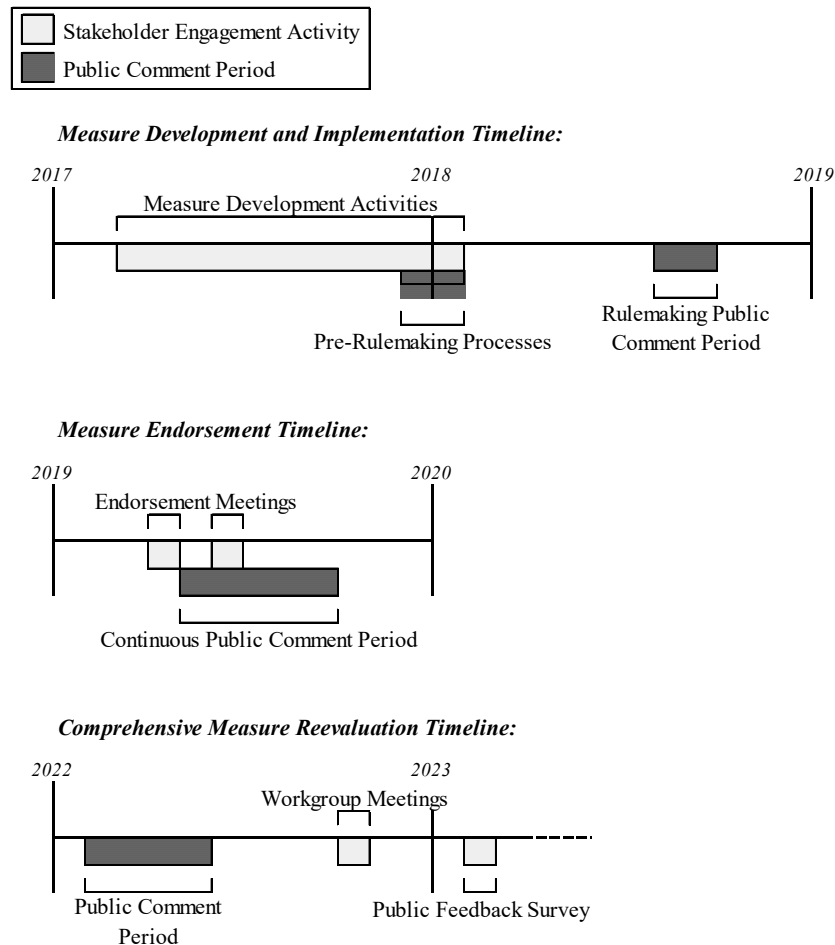 Stakeholder Engagement Activity
Public Comment Period
Measure Development and Implementation Timeline:
2017
2018
2019
Measure Development Activities
Pre-Rulemaking Processes
Rulemaking Public
Comment Period
Measure Endorsement Timeline:
2019
2020
Endorsement Meetings
Continuous Public Comment Period
Comprehensive Measure Reevaluation Timeline:
2022
2023
Workgroup Meetings
Public Comment
Period
Public Feedback Survey